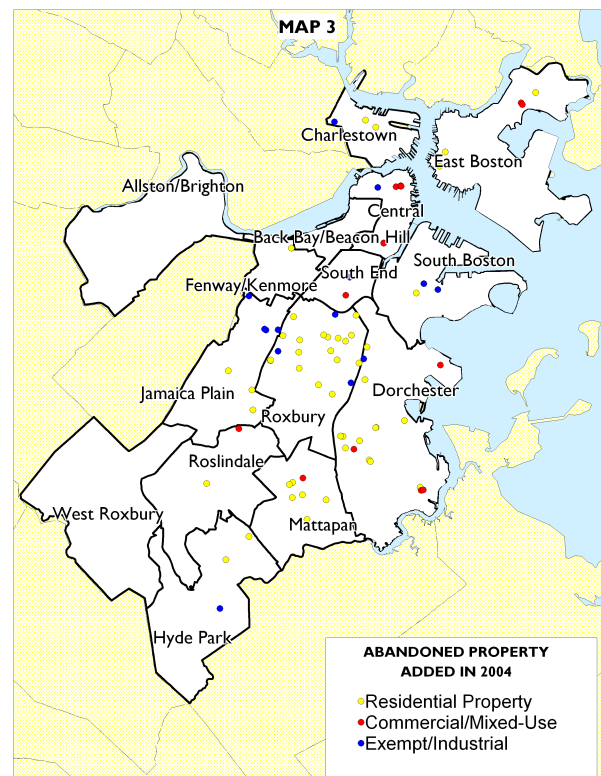 MAP 3
Charlestown
East Boston
Allston/Brighton
Central
Back Bay/Beacon Hill
South Boston
South End
Fenway/Kenmore
Jamaica Plain
Dorchester
Roxbury
Roslindale
West Roxbury
Mattapan
Hyde Park
ABANDONED PROPERTY
ADDED IN 2004
Residential Property
Commercial/Mixed-Use
Exempt/Industrial